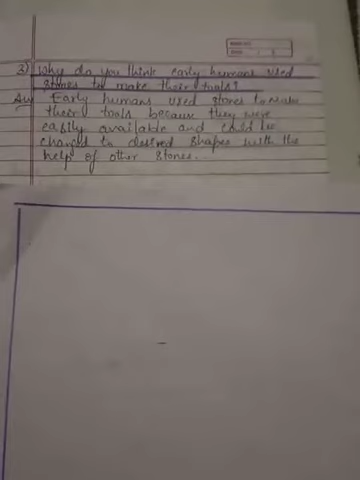 3) Why do you think early humans used
stones to make their tools?
Ans Early humans used stones to make
their tools because they were
easily available and could be
changed to desired shapes with the
help of other stones...